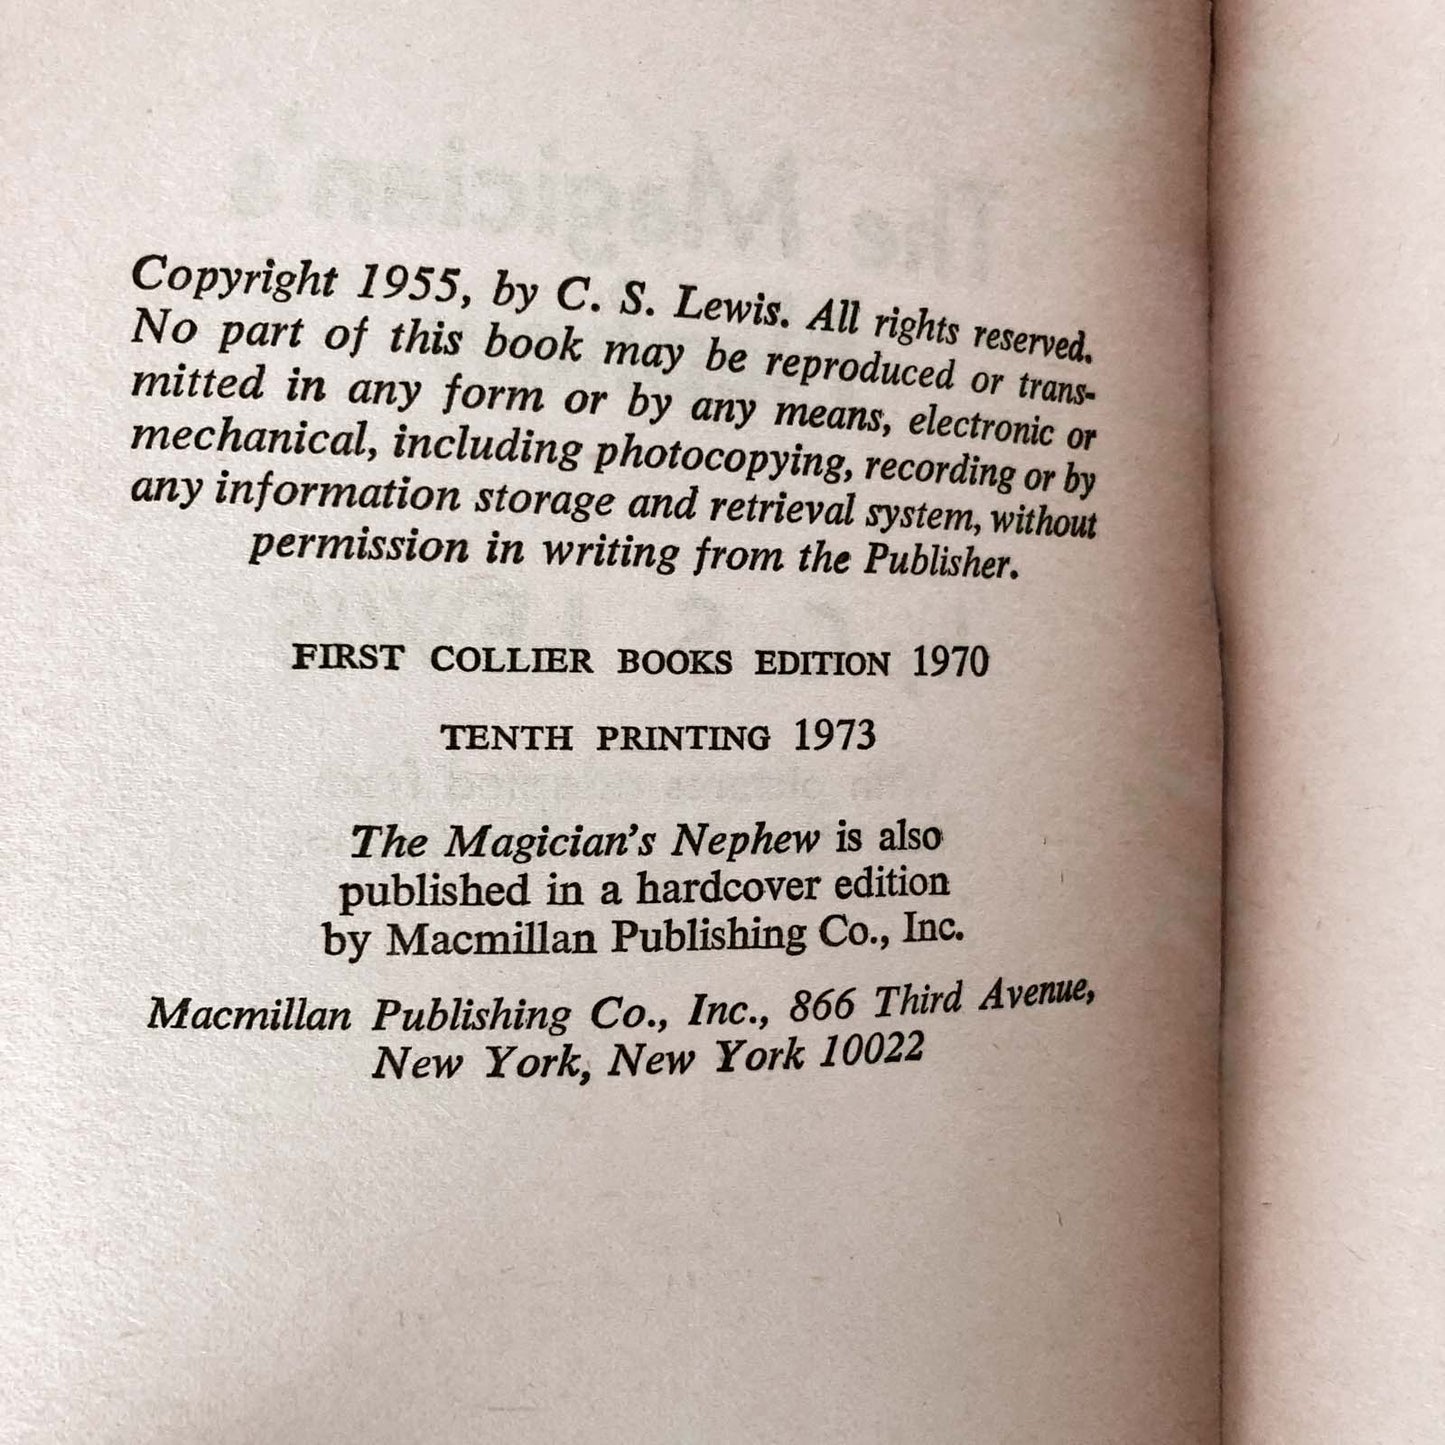 Copyright 1955, by C. S. Lewis. All rights reserved.
No part of this book may be reproduced or trans-
mitted in any form or by any means, electronic or
mechanical, including photocopying, recording or by
any information storage and retrieval system, without
permission in writing from the Publisher.
FIRST COLLIER BOOKS EDITION 1970
TENTH PRINTING 1973
The Magician's Nephew is also
published in a hardcover edition
by Macmillan Publishing Co., Inc.
Macmillan Publishing Co., Inc., 866 Third Avenue,
New York, New York 10022